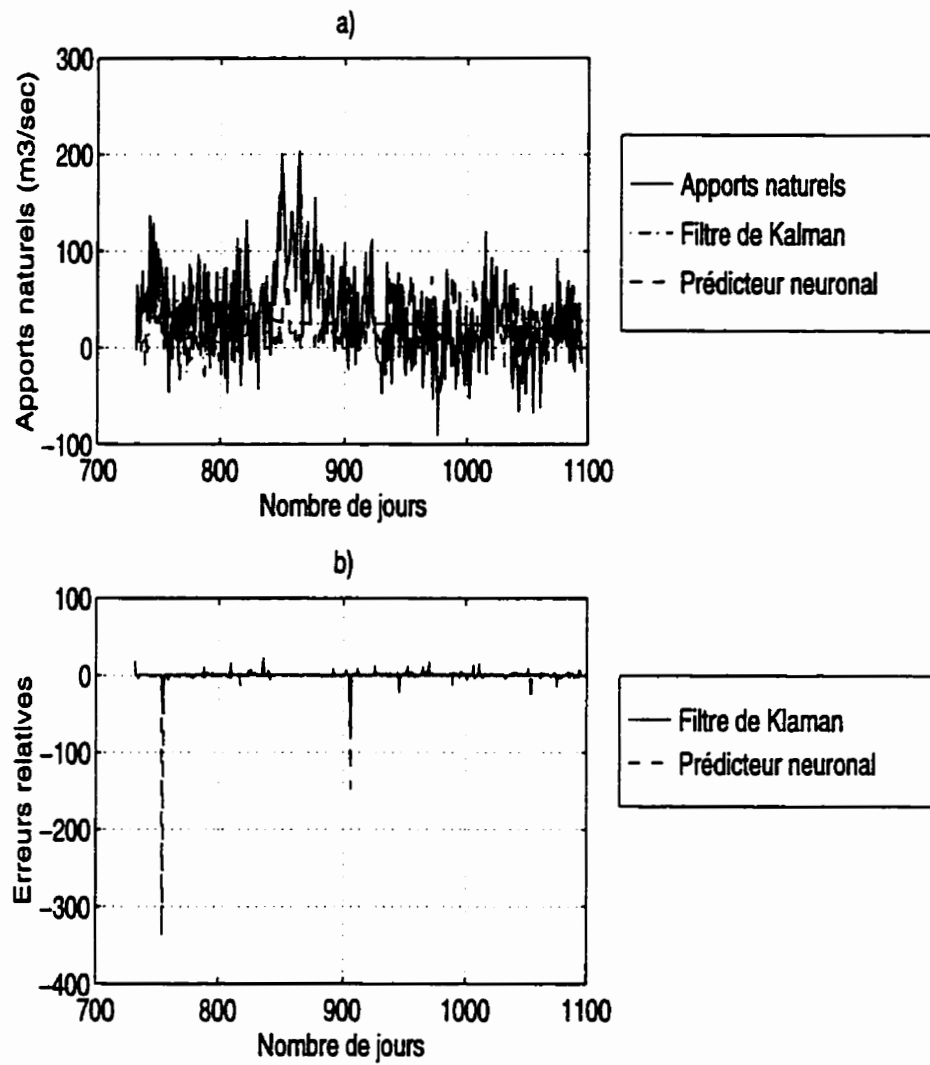 a)
300
200
100
0
-100
700
800
900
1000
1100
Apports naturels (m3/sec)
Nombre de jours
Apports naturels
Filtre de Kalman
Prédicteur neuronal
b)
100
0
-100
-200
-300
-400
700
800
900
1000
1100
Erreurs relatives
Nombre de jours
Filtre de Klaman
Prédicteur neuronal